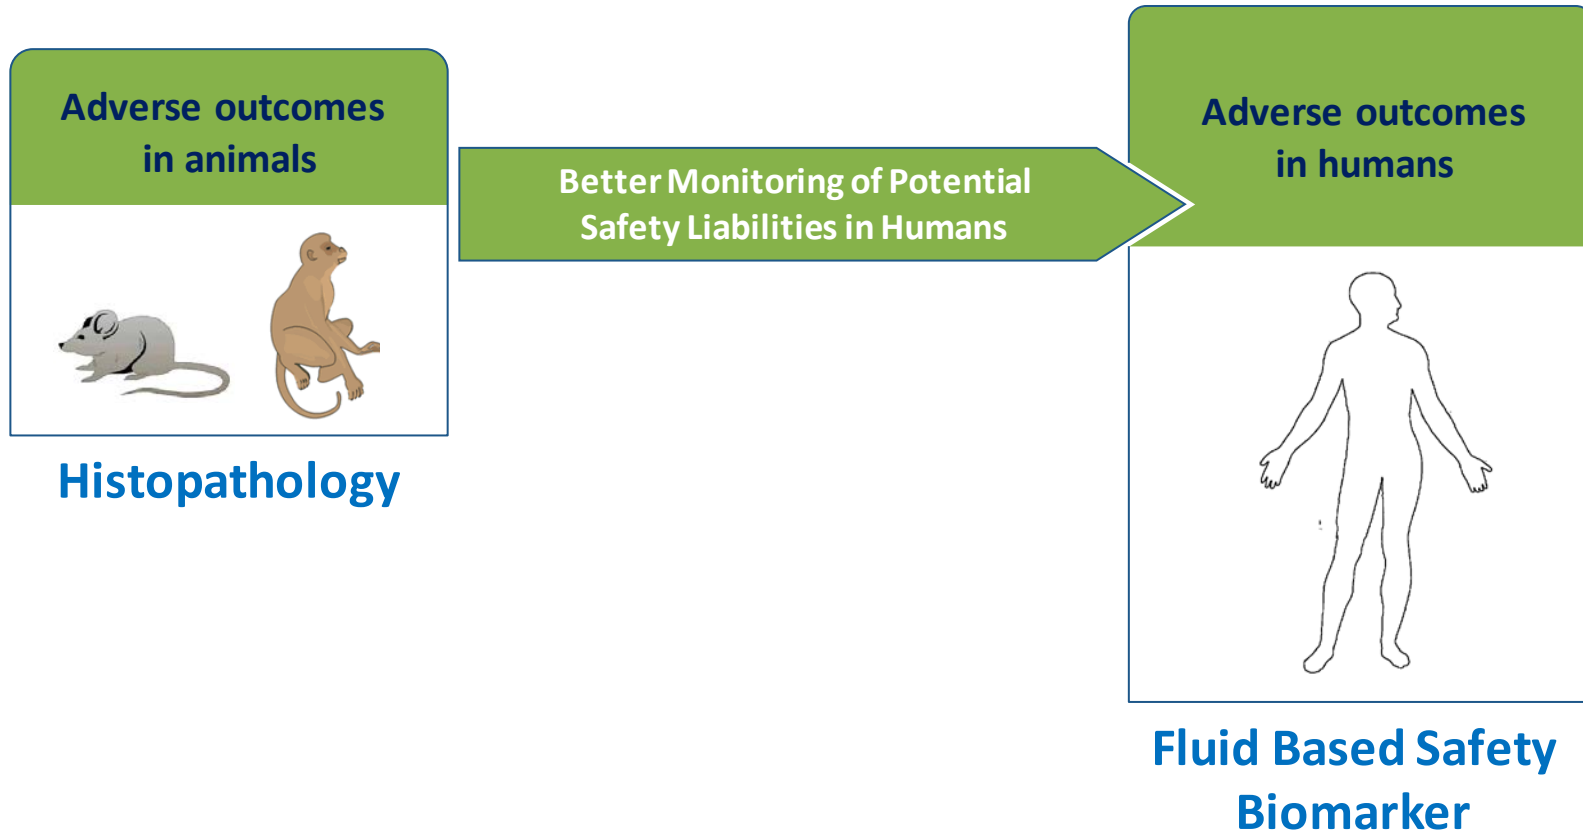 Adverse outcomes
in animals
Better Monitoring of Potential
Safety Liabilities in Humans
Adverse outcomes
in humans
Histopathology
Fluid Based Safety
Biomarker